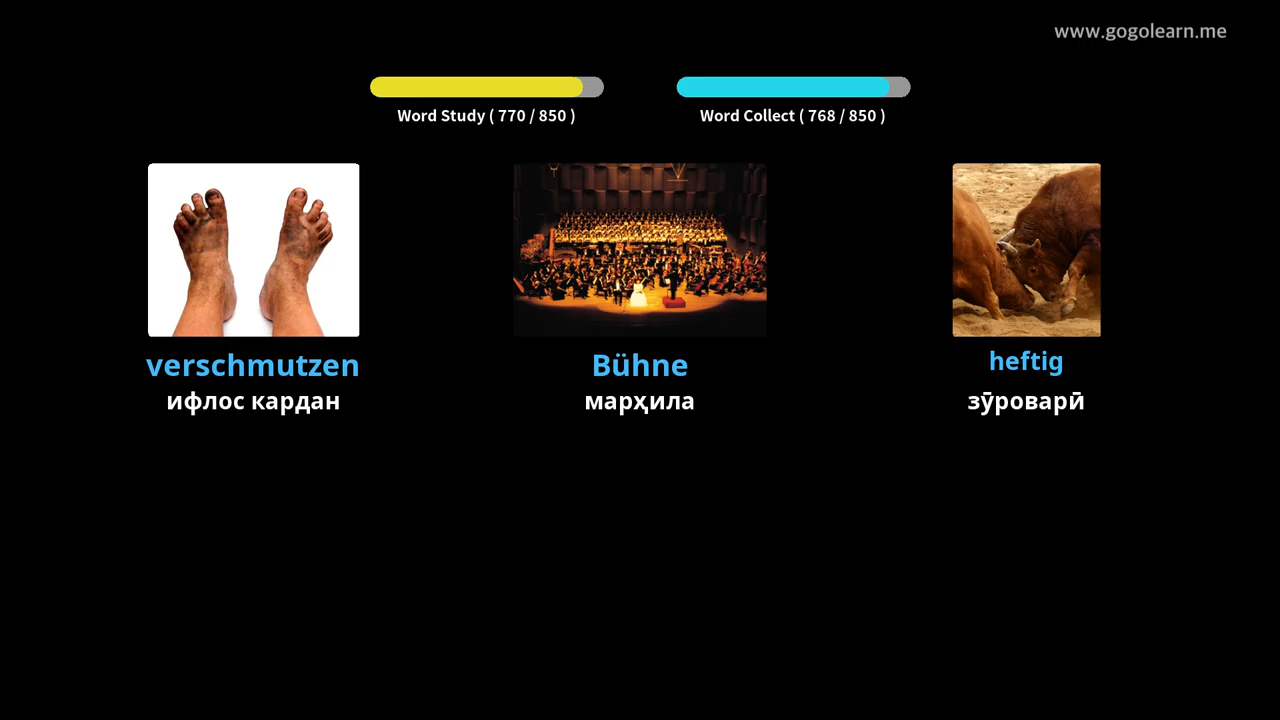 www.gogolearn.me
Word Study ( 770 / 850 )
Word Collect ( 768 / 850 )
verschmutzen
ифлос кардан
Bühne
марҳила
heftig
зӯроварӣ